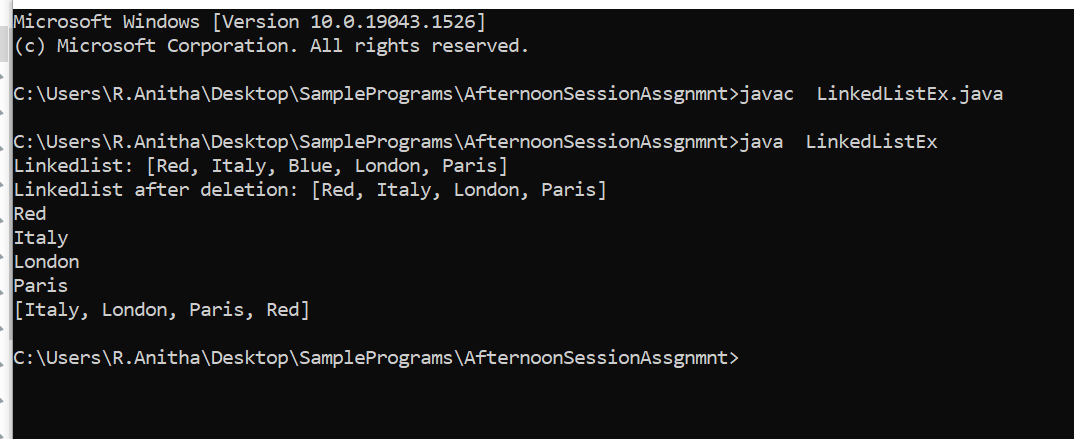 Microsoft Windows [Version 10.0.19043.1526]
(c) Microsoft Corporation. All rights reserved.
C:\Users\R.Anitha\Desktop\SamplePrograms\AfternoonSessionAssgnmnt>javac  LinkedListEx.java
C:\Users\R.Anitha\Desktop\SamplePrograms\AfternoonSessionAssgnmnt>java  LinkedListEx
Linkedlist: [Red, Italy, Blue, London, Paris]
Linkedlist after deletion: [Red, Italy, London, Paris]
Red
Italy
London
Paris
[Italy, London, Paris, Red]
C:\Users\R.Anitha\Desktop\SamplePrograms\AfternoonSessionAssgnmnt>